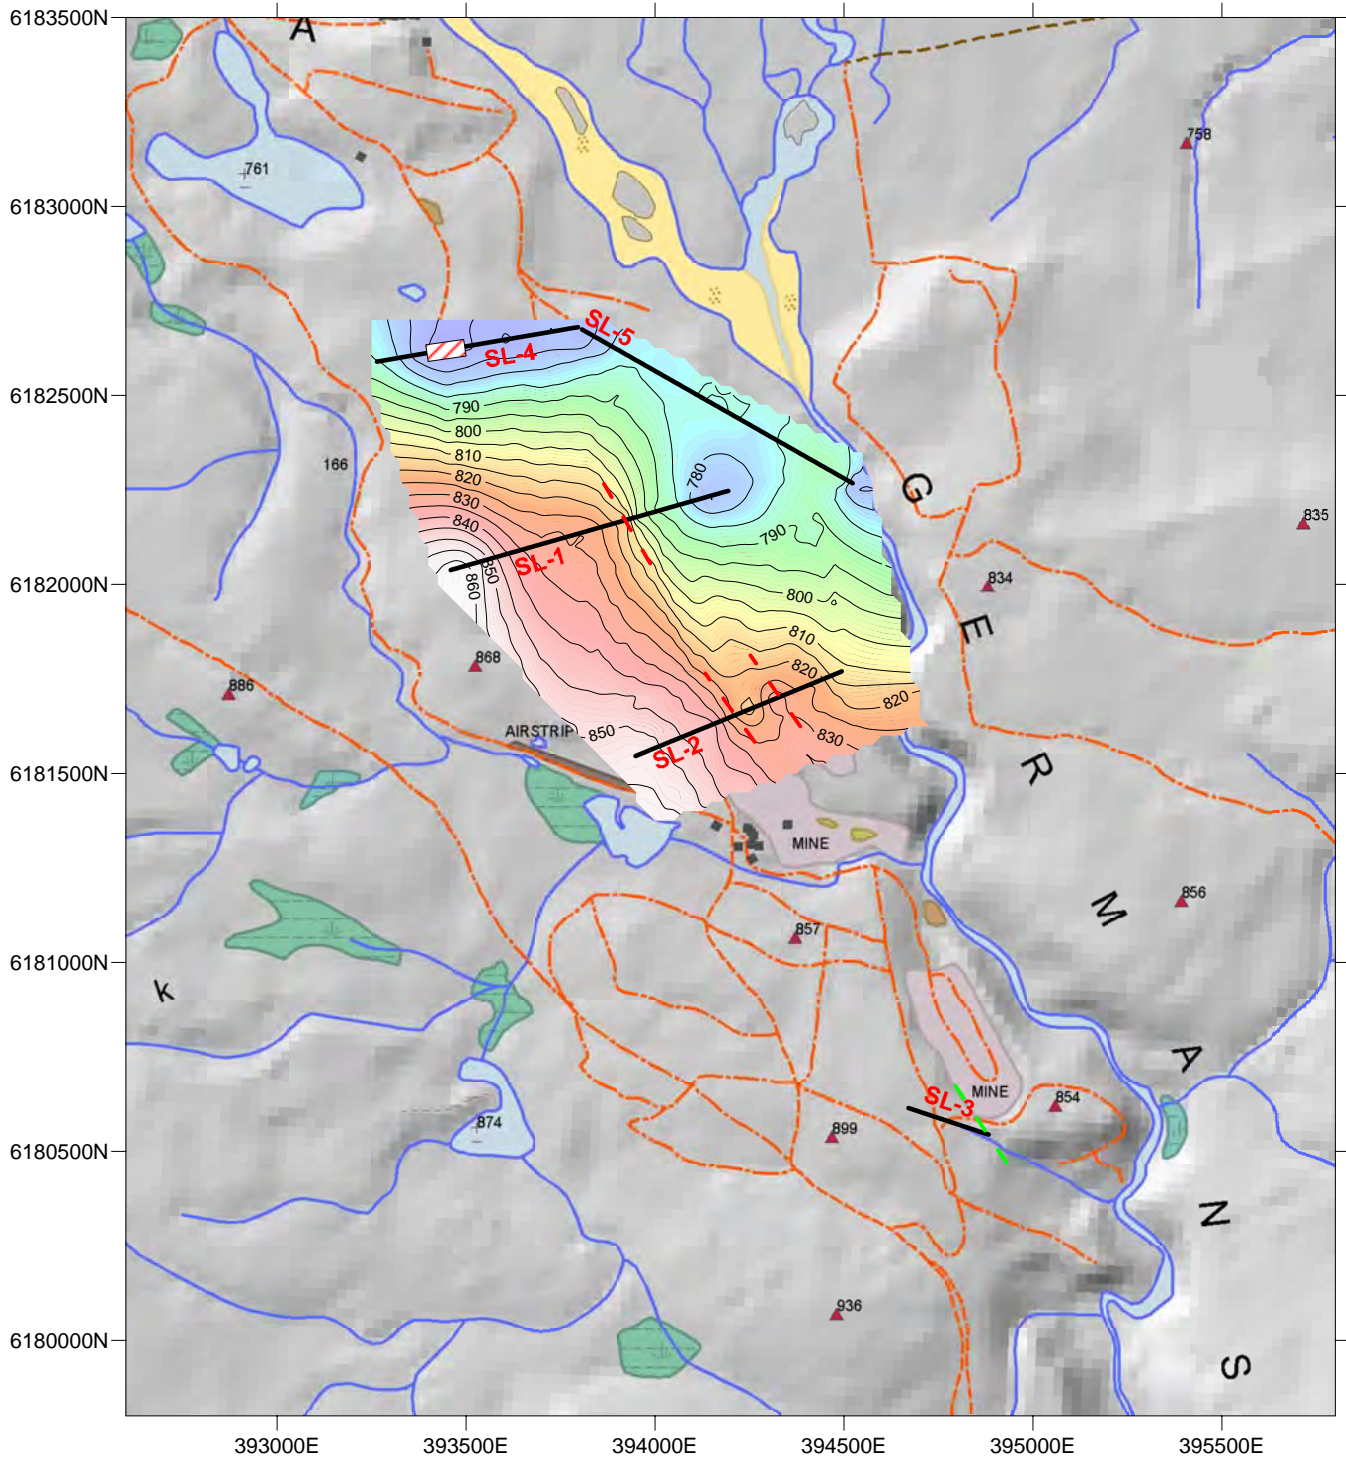 6183500N
A
758
761
6183000N
SL-5
SL-4
6182500N
790
800
810
166
820
780
G
830
840
835
790
6182000N
SL-1
850
860
834
800
E
810
868
820
886
820
AIRSTRIP
850
830
SL-2
R
6181500N
MINE
856
M
857
6181000N
k
A
MINE
SL-3
854
874
899
6180500N
N
936
6180000N
S
393000E 393500E 394000E 394500E 395000E 395500E